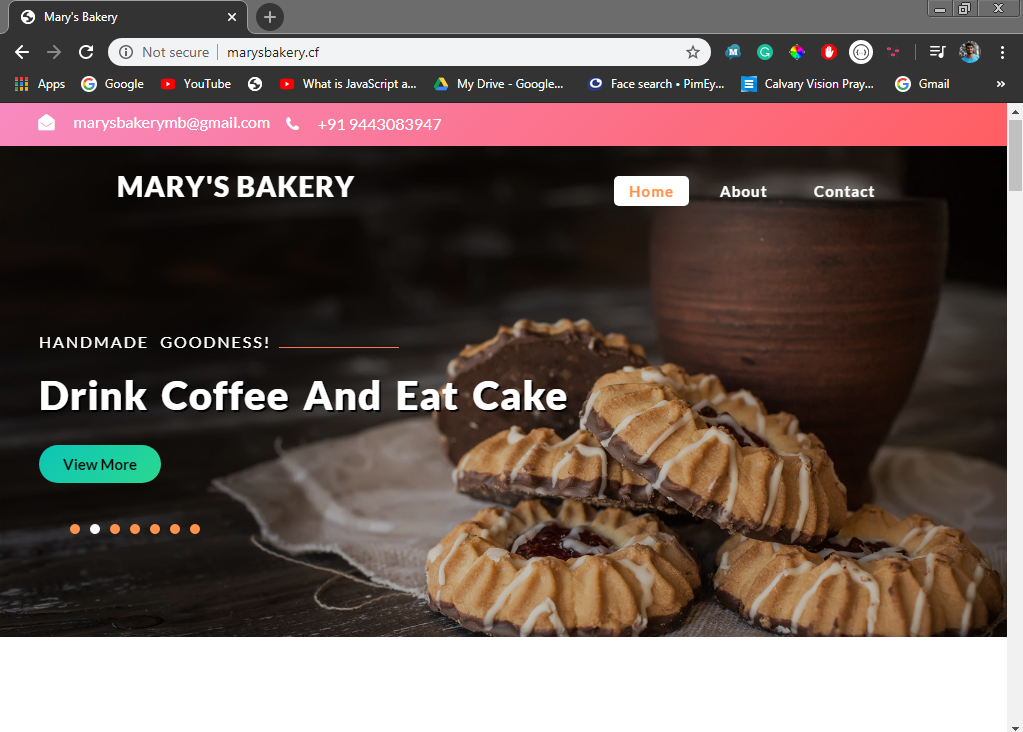 Mary's Bakery
Not secure marysbakery.cf
Apps Google YouTube What is JavaScript a... My Drive - Google... Face search • PimEy... Calvary Vision Pray... Gmail »
marysbakerymb@gmail.com +91 9443083947
MARY'S BAKERY Home About Contact
HANDMADE GOODNESS!
Drink Coffee And Eat Cake
View More